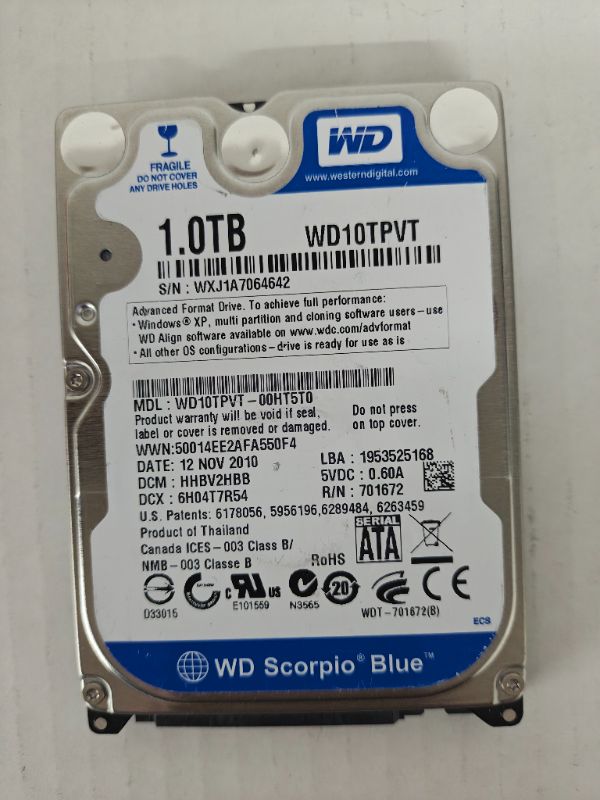 FRAGILE
DO NOT COVER
ANY DRIVE HOLES
WD
www.westerndigital.com
1.0TB WD10TPVT
S/N : WXJ1A7064642
Advanced Format Drive. To achieve full performance:
• Windows® XP, multi partition and cloning software users – use
WD Align software available on www.wdc.com/advformat
• All other OS configurations – drive is ready for use as is
MDL : WD10TPVT-00HT5T0
Product warranty will be void if seal, Do not press
label or cover is removed or damaged. on top cover.
WWN:50014EE2AFA550F4
DATE: 12 NOV 2010 LBA : 1953525168
DCM : HHBV2HBB 5VDC : 0.60A
DCX : 6H04T7R54 R/N : 701672
U.S. Patents: 6178056, 5956196,6289484, 6263459
Product of Thailand
Canada ICES-003 Class B/
NMB-003 Classe B RoHS
SERIAL
ATA
c RU US 20 CE
D33015 E101559 N3565 WDT-701672(B)
ECS
WD Scorpio® Blue™